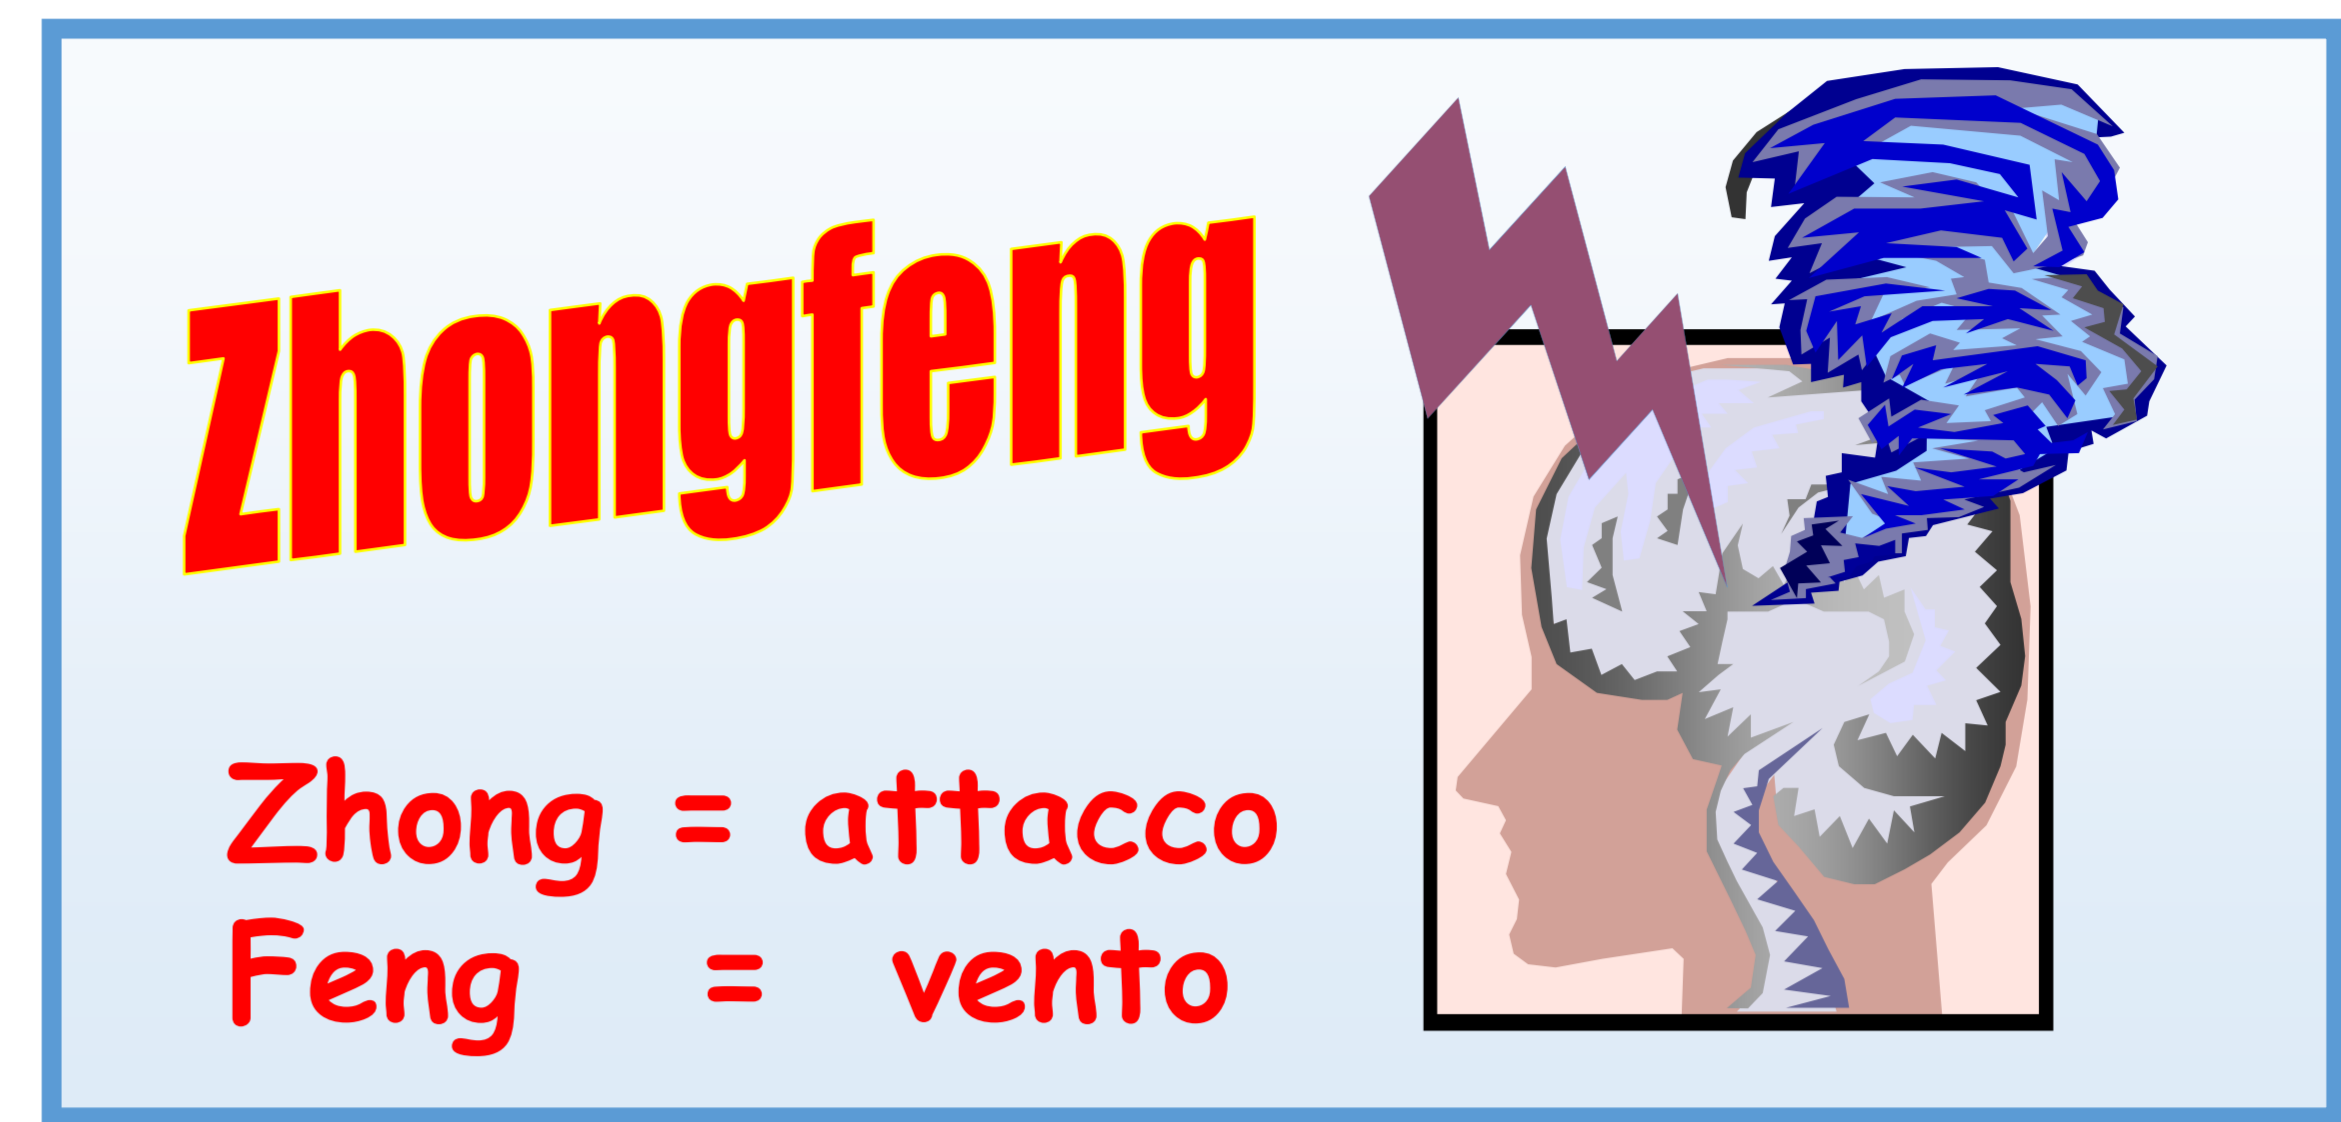 Zhongfeng
Zhong = attacco
Feng = vento